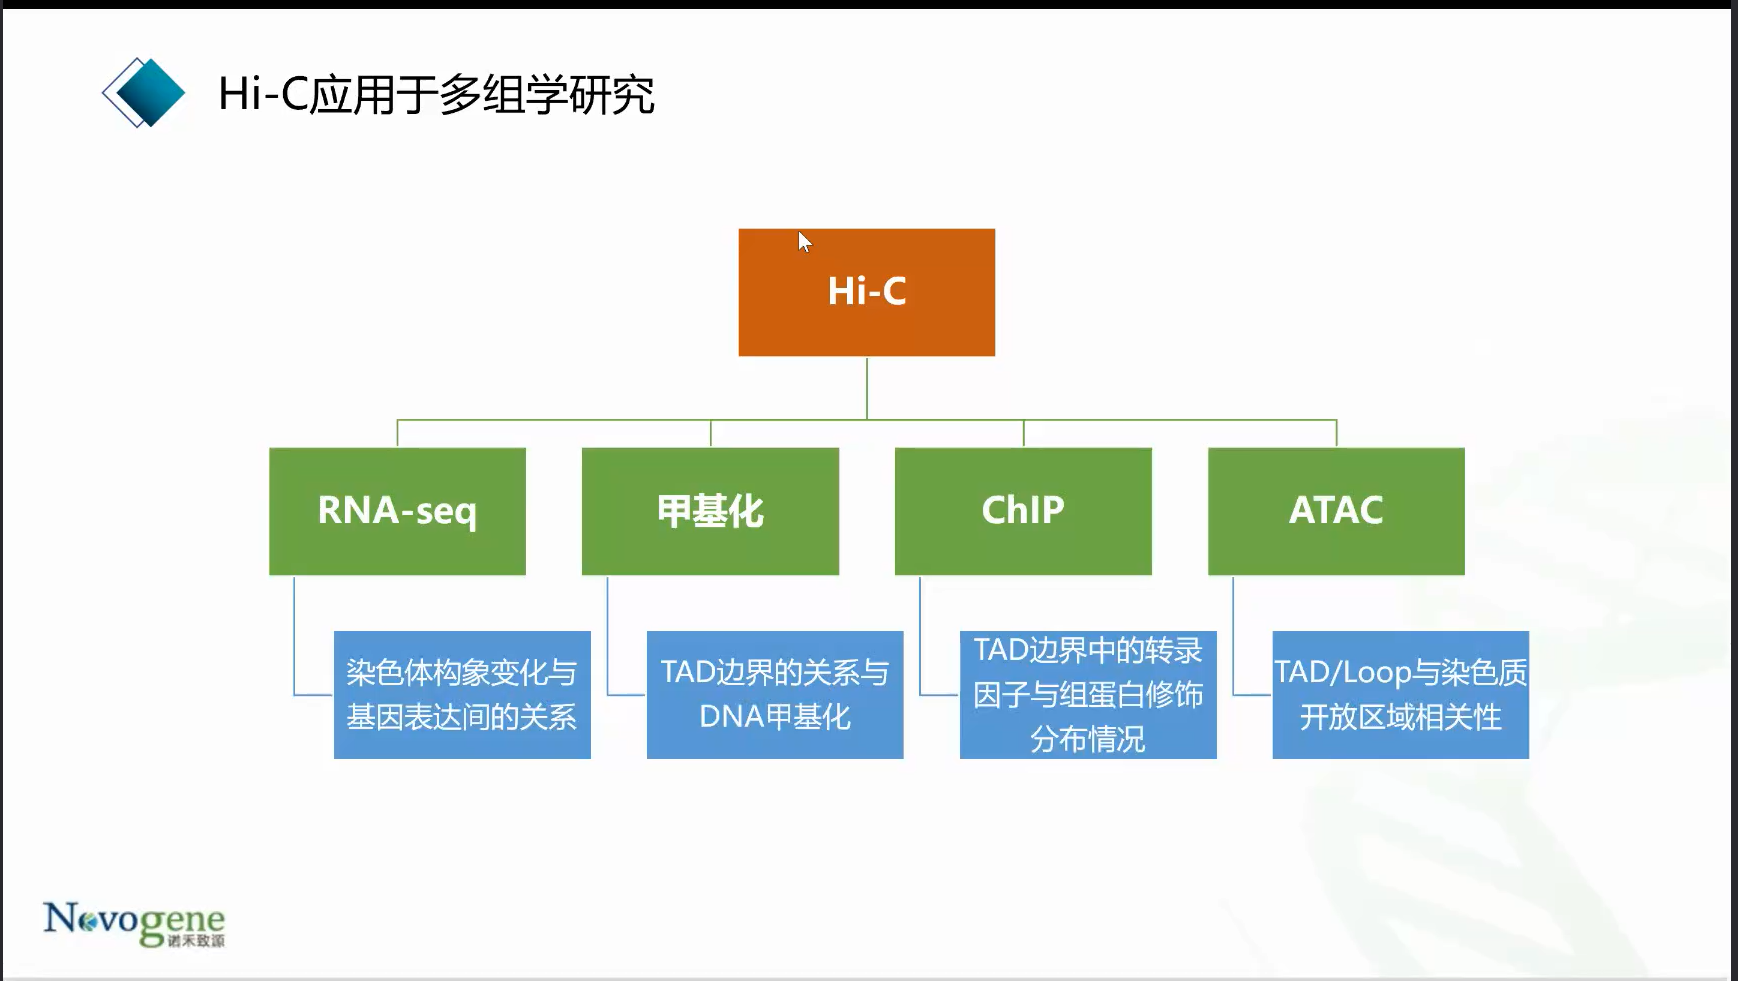 Hi-C应用于多组学研究
Hi-C
RNA-seq
甲基化
ChIP
ATAC
染色体构象变化与
基因表达间的关系
TAD边界的关系与
DNA甲基化
TAD边界中的转录
因子与组蛋白修饰
分布情况
TAD/Loop与染色质
开放区域相关性
Novogene
诺禾致源